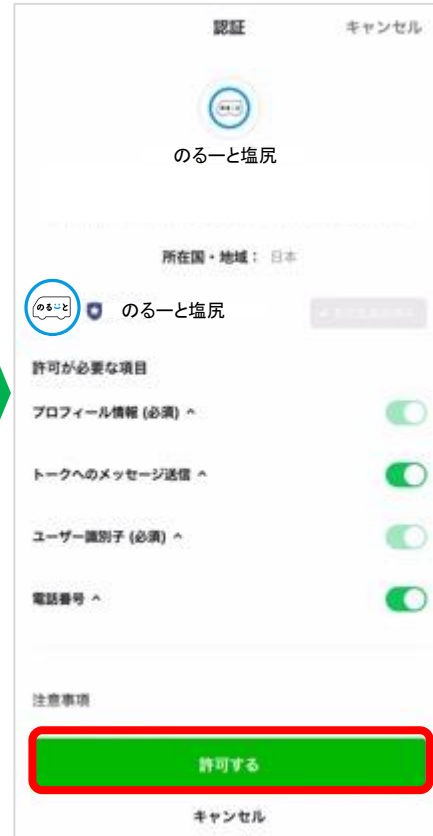 認証
キャンセル
のるーと塩尻
所在国・地域： 日本
のるーと
のるーと塩尻
許可が必要な項目
プロフィール情報 (必須) ^
トークへのメッセージ送信 ^
ユーザー識別子 (必須) ^
電話番号 ^
注意事項
許可する
キャンセル